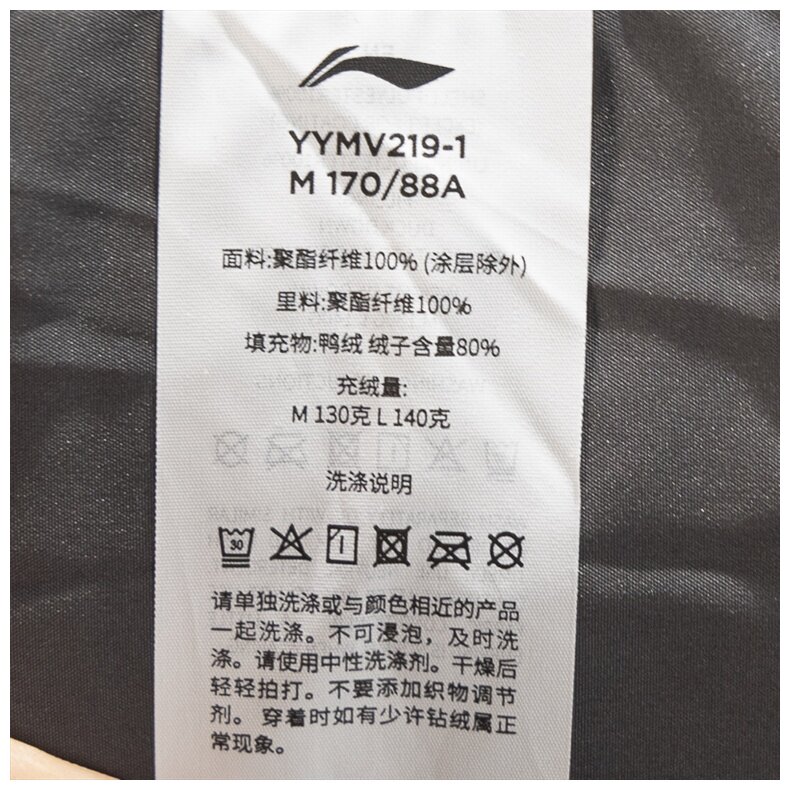 YYMV219-1
M 170/88A
面料:聚酯纤维100% (涂层除外)
里料:聚酯纤维100%
填充物:鸭绒 绒子含量80%
充绒量:
M 130克 L 140克
洗涤说明
30
请单独洗涤或与颜色相近的产品
一起洗涤。不可浸泡，及时洗
涤。请使用中性洗涤剂。干燥后
轻轻拍打。不要添加织物调节
剂。 穿着时如有少许钻绒属正
常现象。